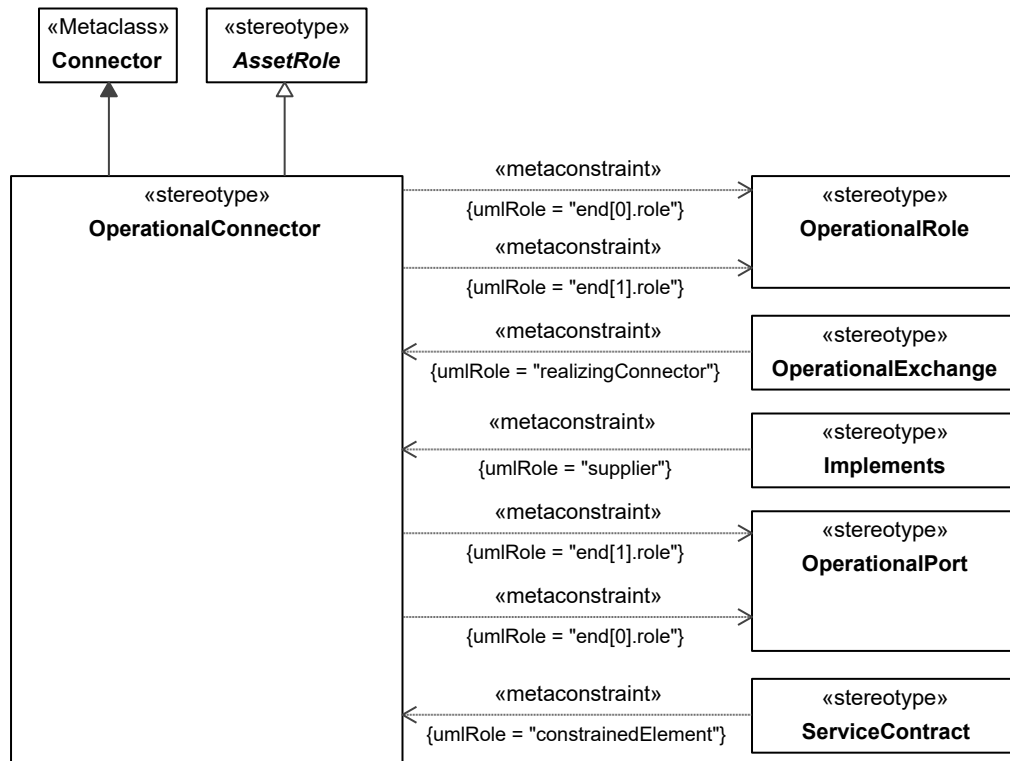 «Metaclass»
Connector
«stereotype»
AssetRole
«stereotype»
OperationalConnector
«metaconstraint»
{umlRole = "end[0].role"}
«metaconstraint»
{umlRole = "end[1].role"}
«stereotype»
OperationalRole
«metaconstraint»
{umlRole = "realizingConnector"}
«stereotype»
OperationalExchange
«metaconstraint»
{umlRole = "supplier"}
«stereotype»
Implements
«metaconstraint»
{umlRole = "end[1].role"}
«metaconstraint»
{umlRole = "end[0].role"}
«stereotype»
OperationalPort
«metaconstraint»
{umlRole = "constrainedElement"}
«stereotype»
ServiceContract